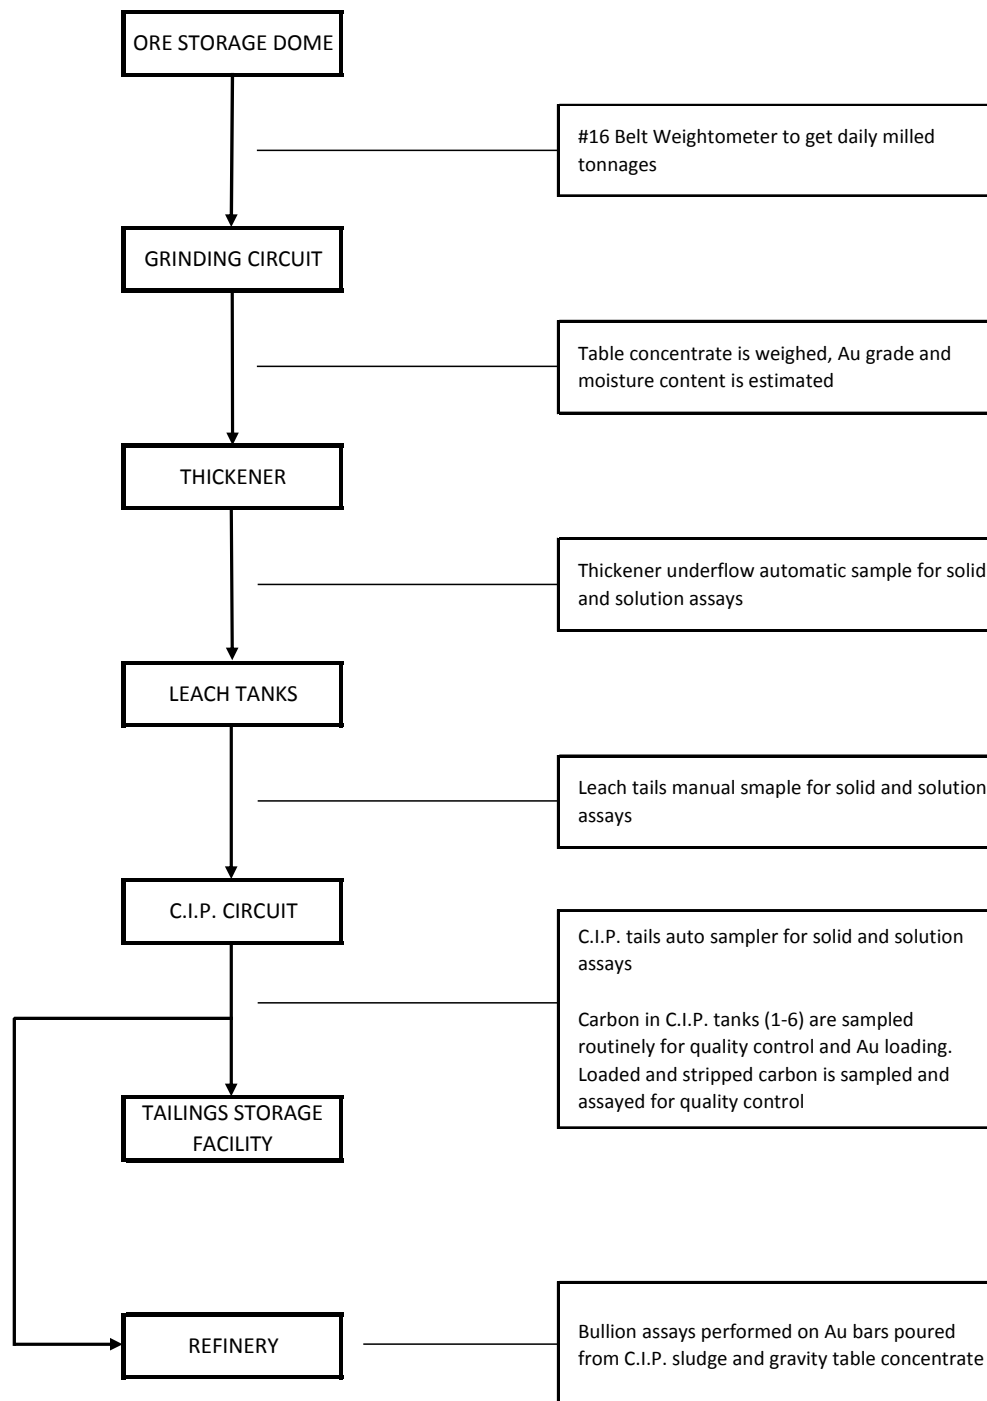 ORE STORAGE DOME
#16 Belt Weightometer to get daily milled
tonnages
GRINDING CIRCUIT
Table concentrate is weighed, Au grade and
moisture content is estimated
THICKENER
Thickener underflow automatic sample for solid
and solution assays
LEACH TANKS
Leach tails manual smaple for solid and solution
assays
C.I.P. CIRCUIT
C.I.P. tails auto sampler for solid and solution
assays
Carbon in C.I.P. tanks (1-6) are sampled
routinely for quality control and Au loading.
Loaded and stripped carbon is sampled and
assayed for quality control
TAILINGS STORAGE
FACILITY
REFINERY
Bullion assays performed on Au bars poured
from C.I.P. sludge and gravity table concentrate